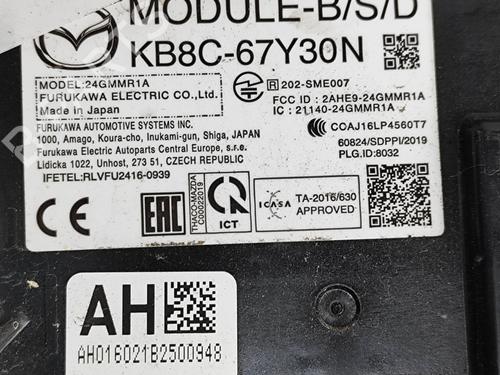 MODULE-B/S/D
KB8C-67Y30N
MODEL:24GMMR1A
FURUKAWA ELECTRIC CO.,Ltd.
Made in Japan
R 202-SME007
FCC ID : 2AHE9-24GMMR1A
IC : 21140-24GMMR1A
FURUKAWA AUTOMOTIVE SYSTEMS INC.
1000, Amago, Koura-cho, Inukami-gun, Shiga, JAPAN
Furukawa Electric Autoparts Central Europe, s.r.o.
Lidicka 1022, Unhost, 273 51, CZECH REPUBLIC
IFETEL:RLVFU2416-0939
CCAJ16LP4560T7
60824/SDPPI/2019
PLG.ID:8032
EAC
THACO-MAZDA
C000222019
ICT
ICASA
TA-2016/630
APPROVED
AH
AH016021B2500948